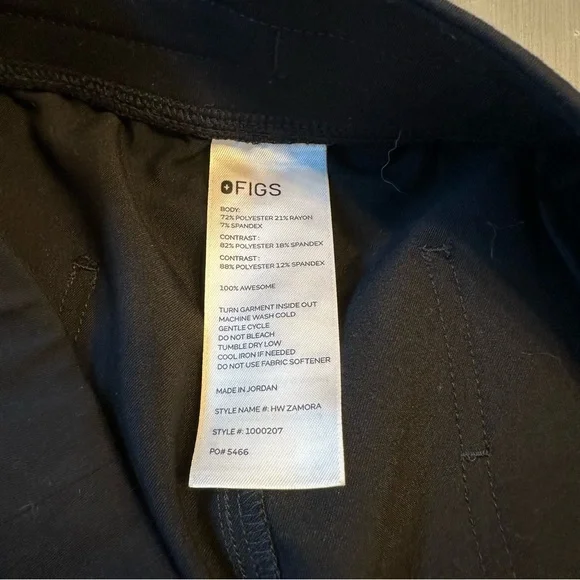 FIGS
BODY:
72% POLYESTER 21% RAYON
7% SPANDEX
CONTRAST :
82% POLYESTER 18% SPANDEX
CONTRAST :
88% POLYESTER 12% SPANDEX
100% AWESOME
TURN GARMENT INSIDE OUT
MACHINE WASH COLD
GENTLE CYCLE
DO NOT BLEACH
TUMBLE DRY LOW
COOL IRON IF NEEDED
DO NOT USE FABRIC SOFTENER
MADE IN JORDAN
STYLE NAME #: HW ZAMORA
STYLE #: 1000207
PO# 5466